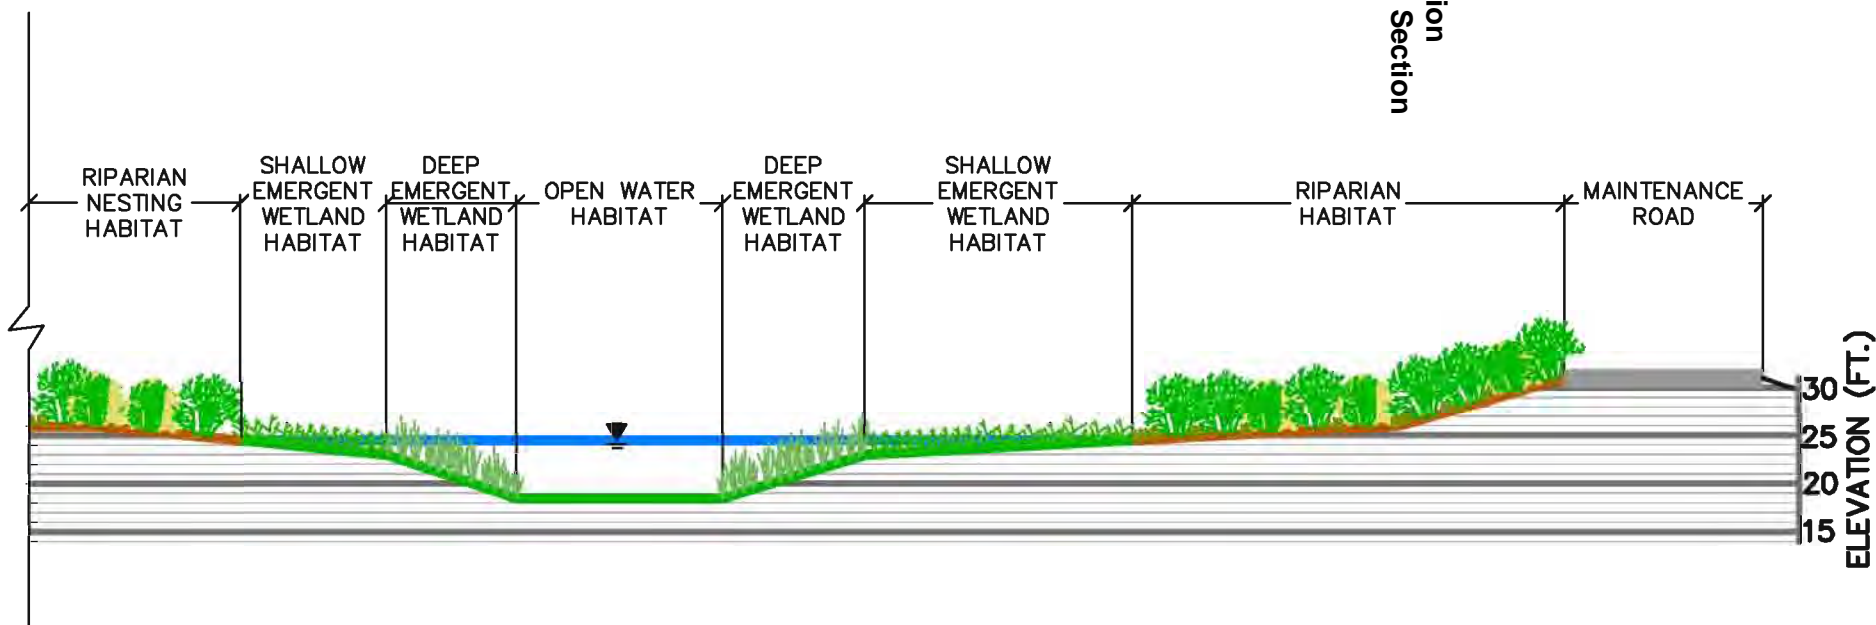 ion
Section
RIPARIAN
NESTING
HABITAT
SHALLOW
EMERGENT
WETLAND
HABITAT
DEEP
EMERGENT
WETLAND
HABITAT
OPEN WATER
HABITAT
DEEP
EMERGENT
WETLAND
HABITAT
SHALLOW
EMERGENT
WETLAND
HABITAT
RIPARIAN
HABITAT
MAINTENANCE
ROAD
30
25
20
15
ELEVATION (FT.)